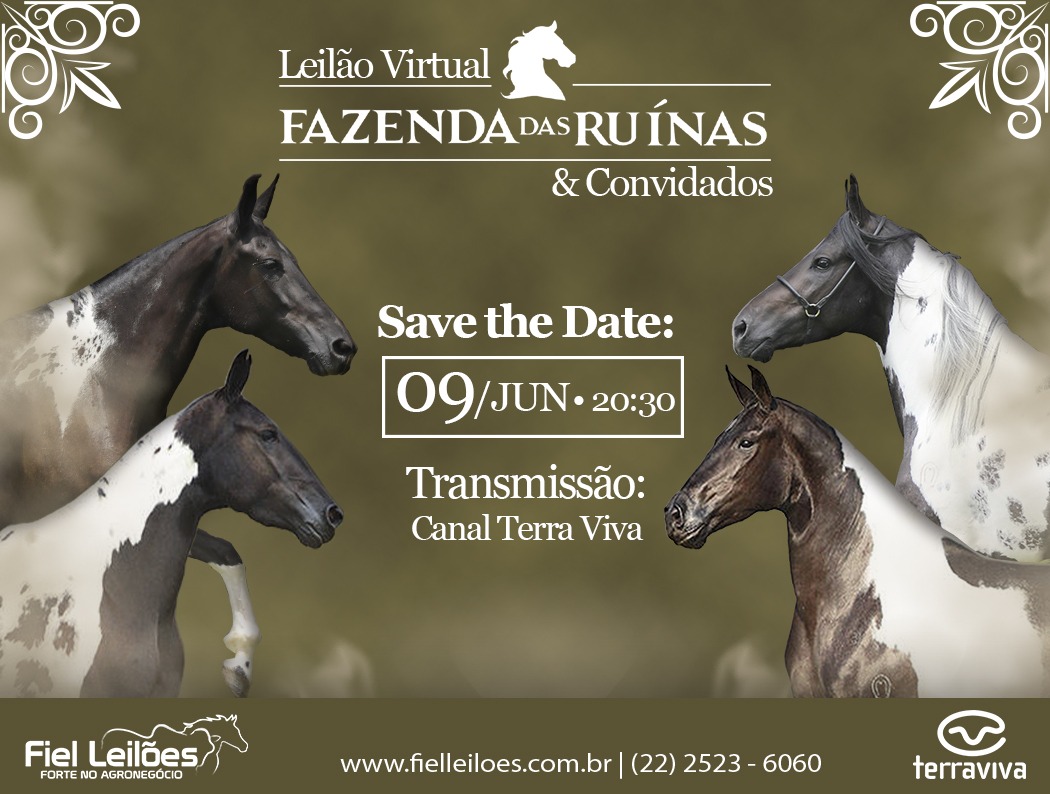 Leilão Virtual
FAZENDA DAS RUÍNAS
& Convidados
Save the Date:
09/JUN • 20:30
Transmissão:
Canal Terra Viva
Fiel Leilões
FORTE NO AGRONEGÓCIO
www.fielleiloes.com.br | (22) 2523 - 6060
terraviva